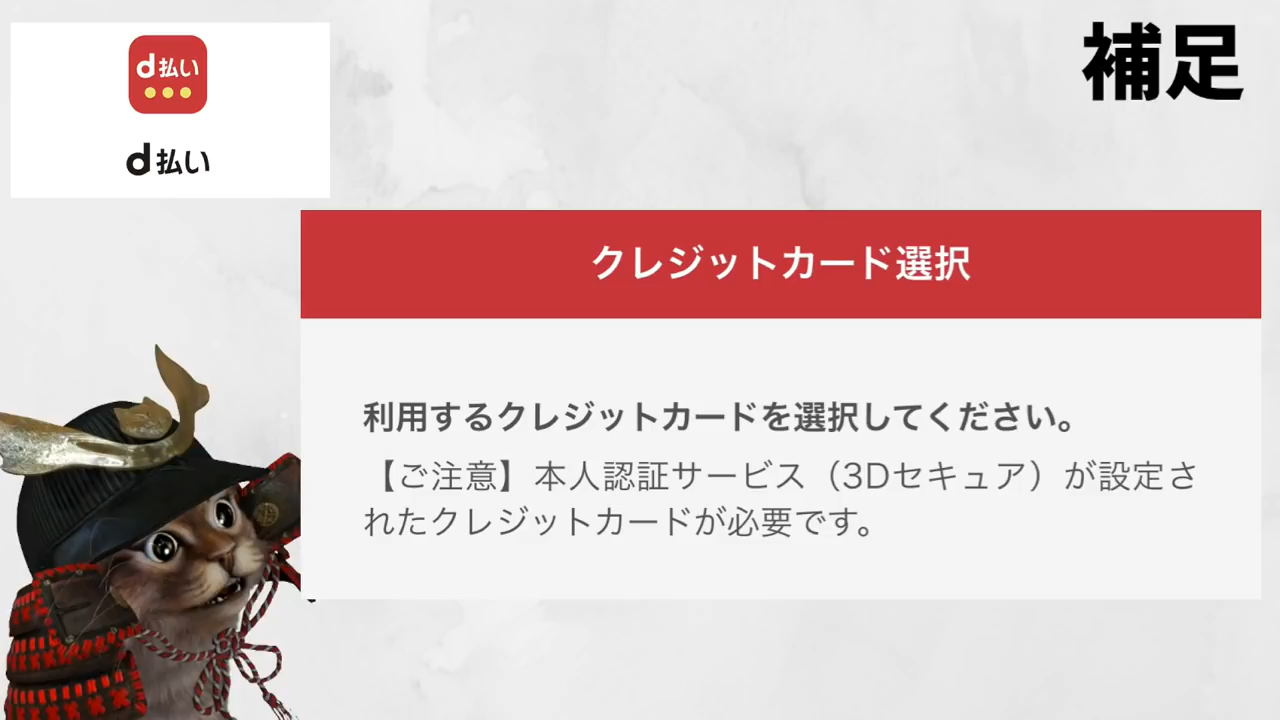 d払い
d払い
補足
クレジットカード選択
利用するクレジットカードを選択してください。
【ご注意】本人認証サービス（3Dセキュア）が設定さ
れたクレジットカードが必要です。